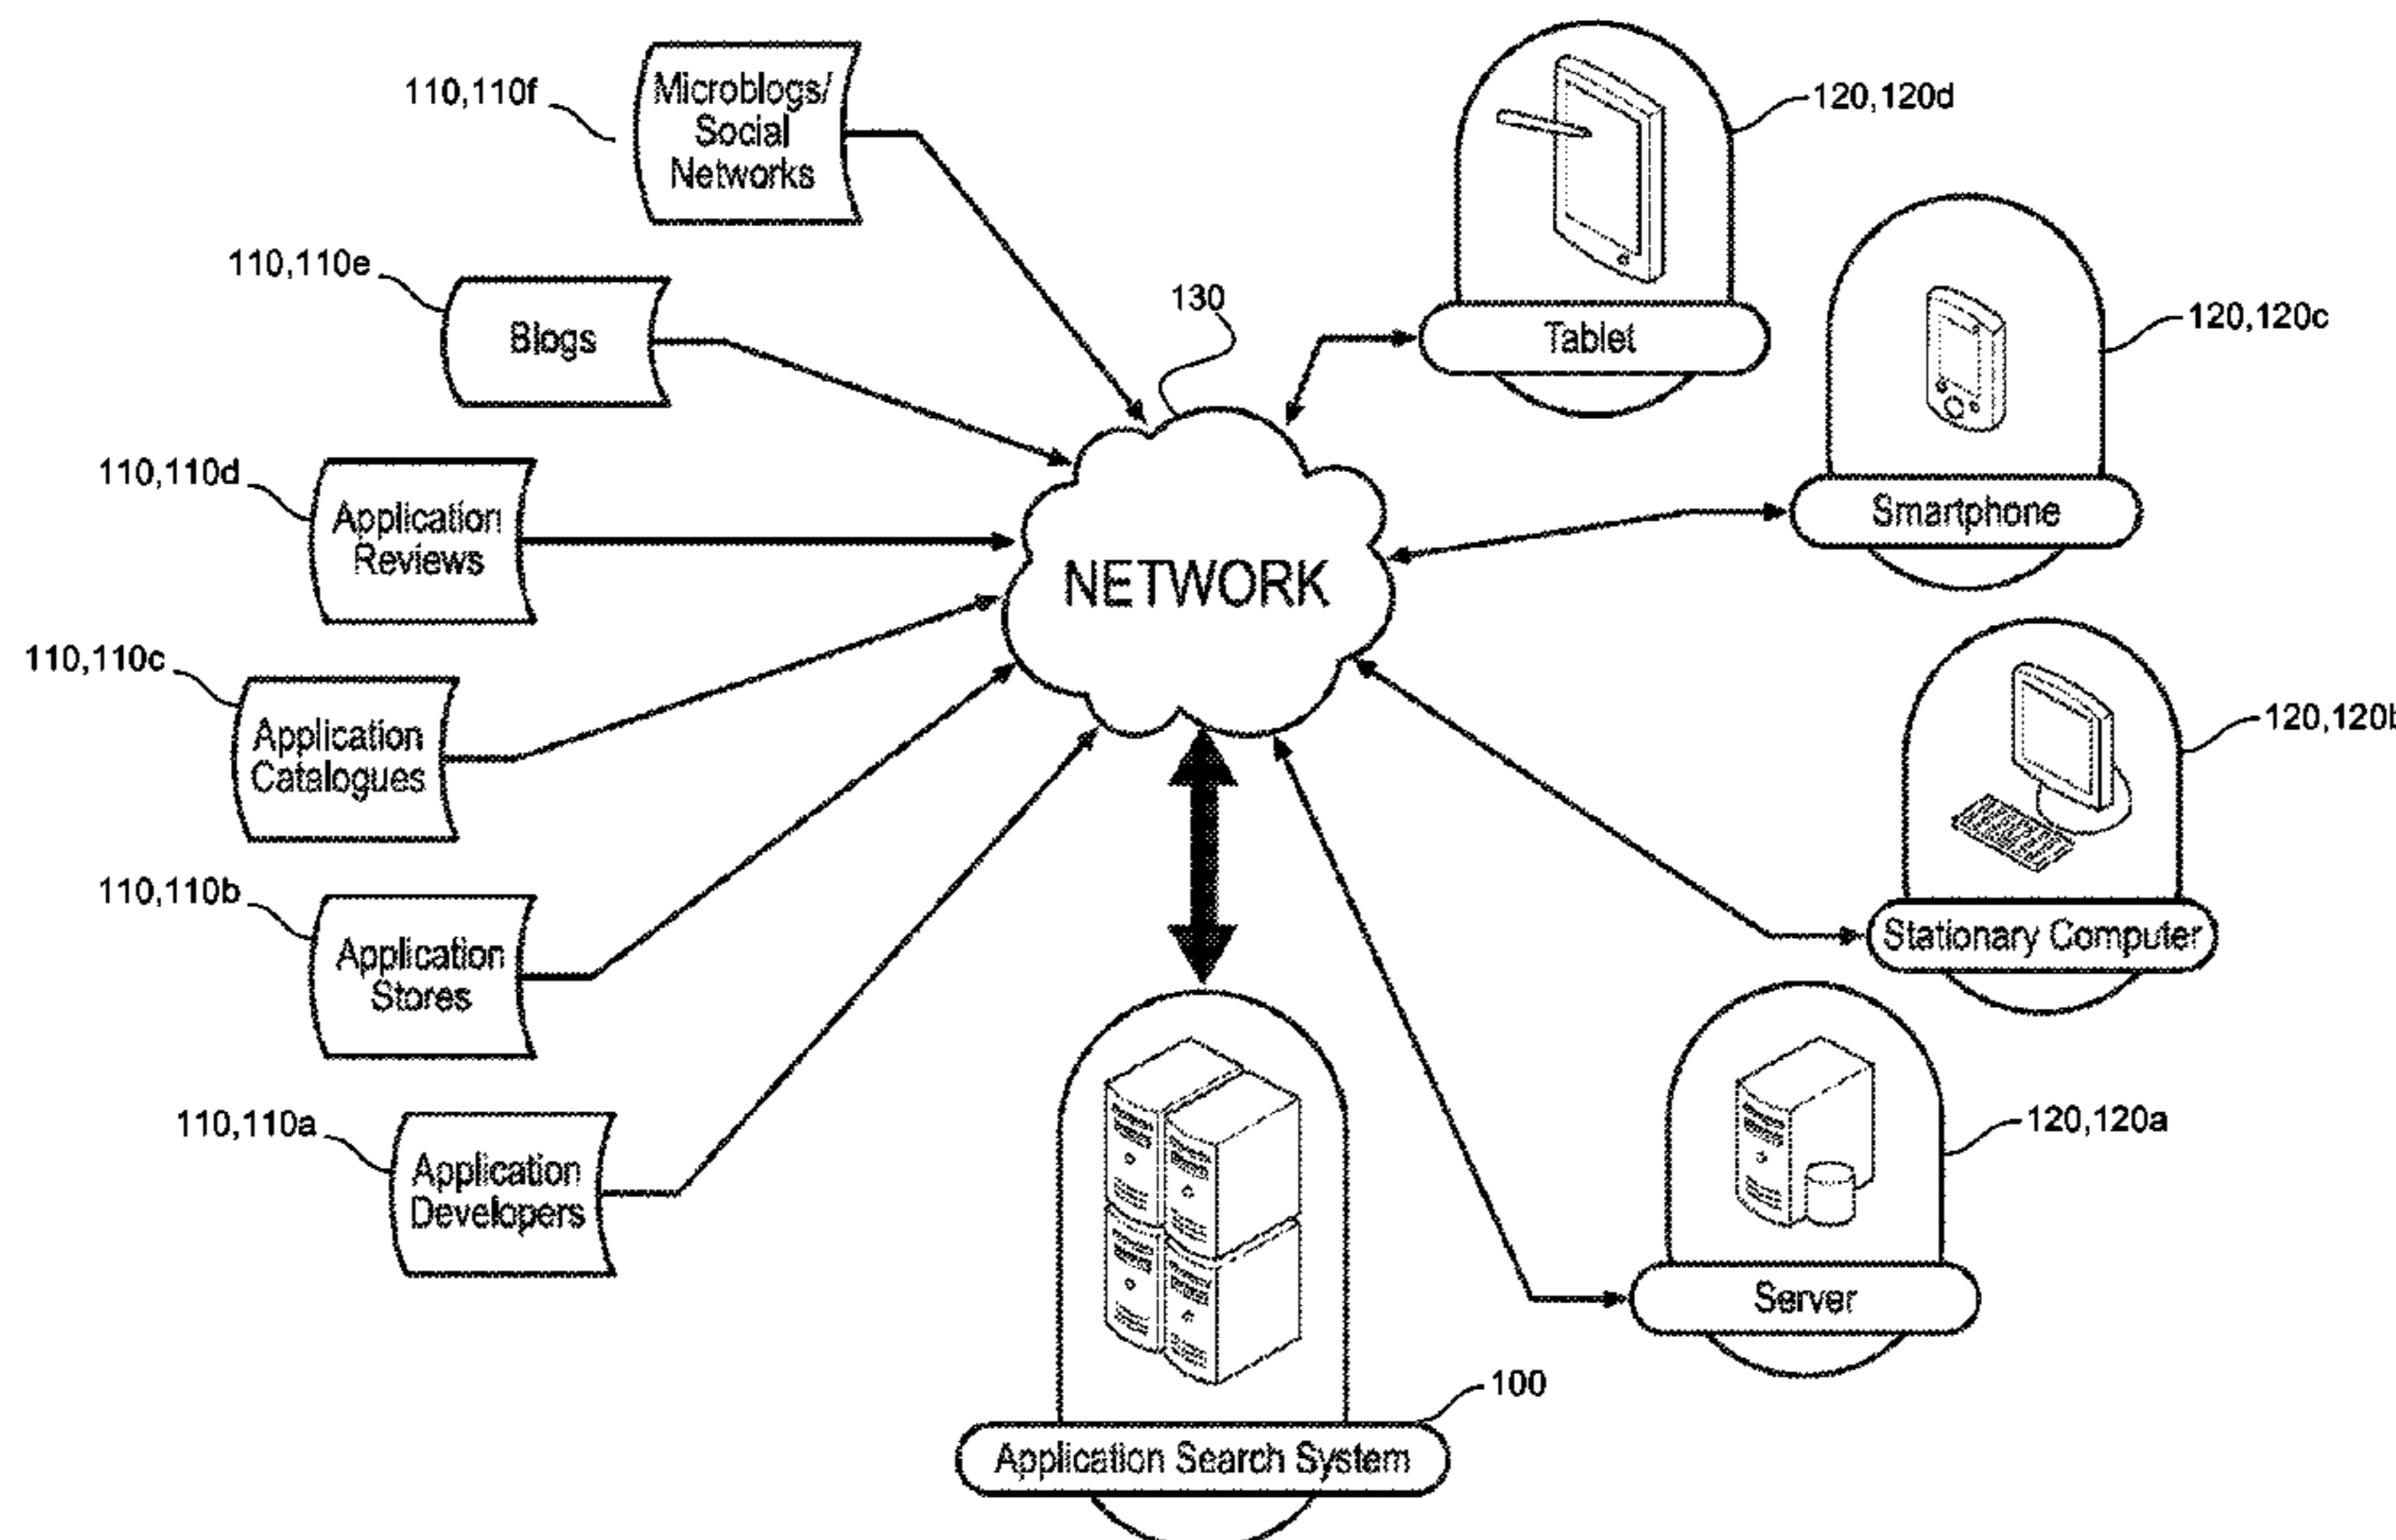 110,110f
Microblogs/
Social
Networks
120,120d
Tablet
110,110e
Blogs
130
120,120c
Smartphone
110,110d
Application
Reviews
NETWORK
110,110c
Application
Catalogues
120,120b
Stationary Computer
110,110b
Application
Stores
110,110a
Application
Developers
120,120a
Server
100
Application Search System